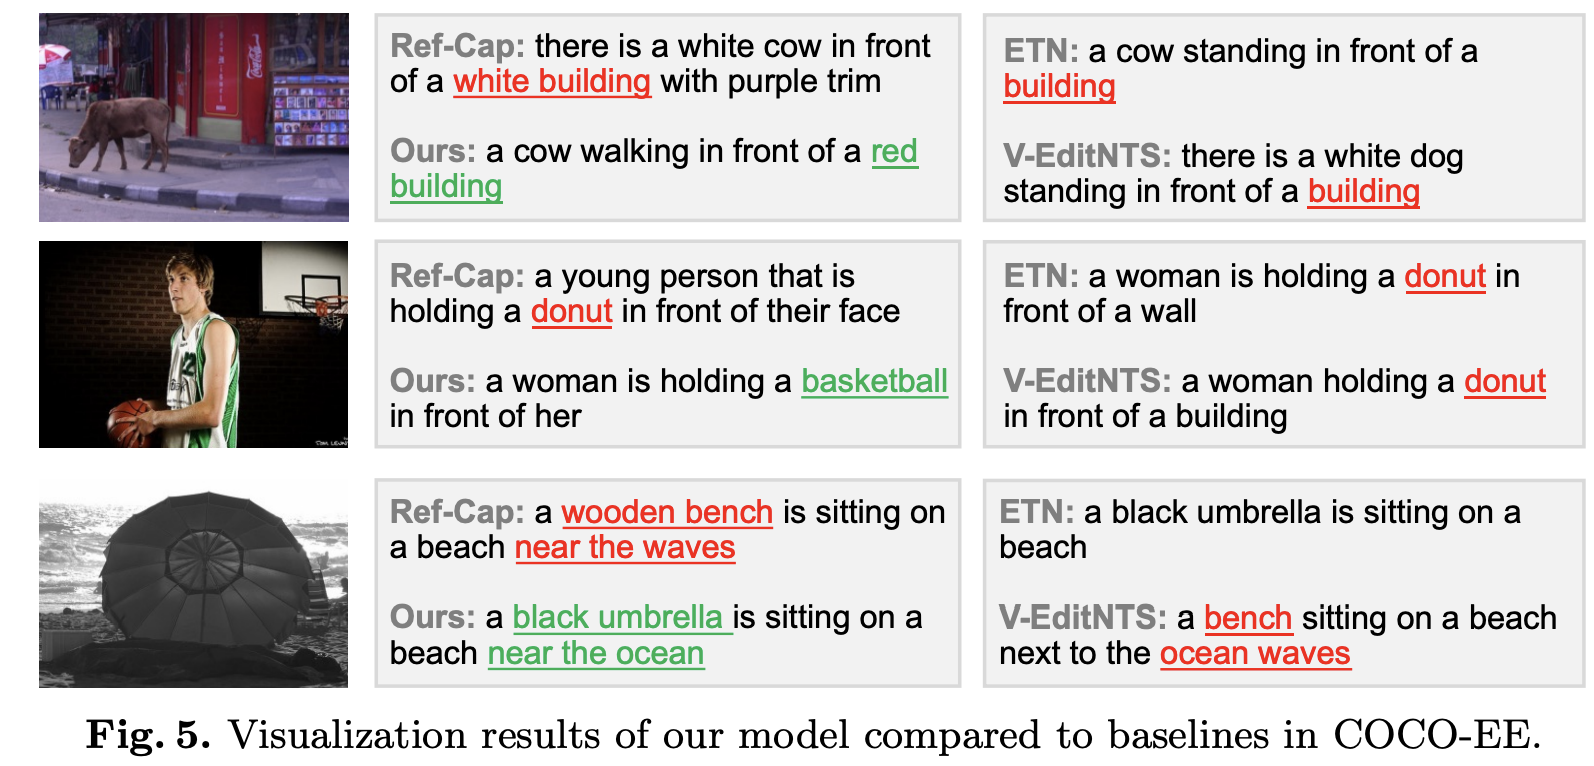 Ref-Cap: there is a white cow in front
of a white building with purple trim
Ours: a cow walking in front of a red
building
ETN: a cow standing in front of a
building
V-EditNTS: there is a white dog
standing in front of a building
Coca-Cola
Ref-Cap: a young person that is
holding a donut in front of their face
Ours: a woman is holding a basketball
in front of her
ETN: a woman is holding a donut in
front of a wall
V-EditNTS: a woman holding a donut
in front of a building
Ref-Cap: a wooden bench is sitting on
a beach near the waves
Ours: a black umbrella is sitting on a
beach near the ocean
ETN: a black umbrella is sitting on a
beach
V-EditNTS: a bench sitting on a beach
next to the ocean waves
Fig. 5. Visualization results of our model compared to baselines in COCO-EE.